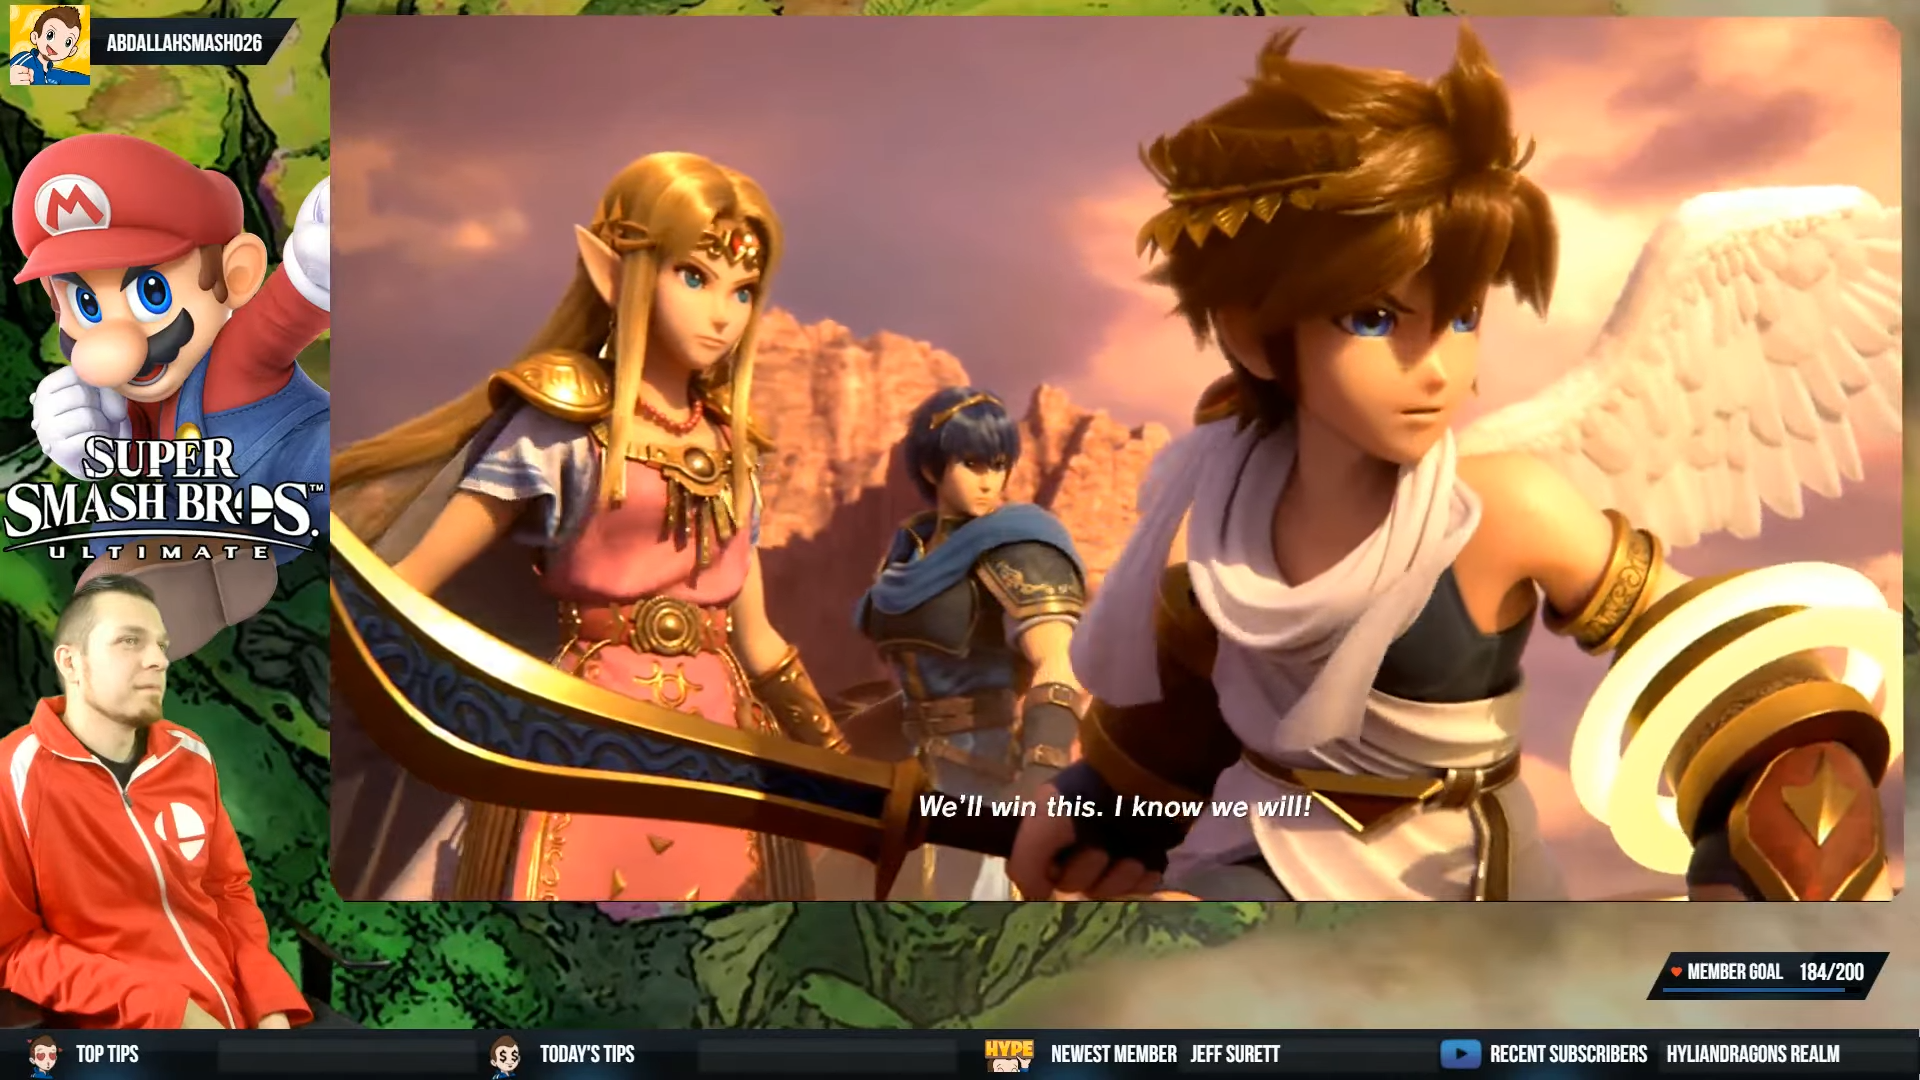 ABDALLAHSMASH026
M
SUPER
SMASH BROS.™
ULTIMATE
We'll win this. I know we will!
MEMBER GOAL 184/200
TOP TIPS
TODAY'S TIPS
HYPE
NEWEST MEMBER JEFF SURETT
RECENT SUBSCRIBERS HYLIANDRAGONS REALM